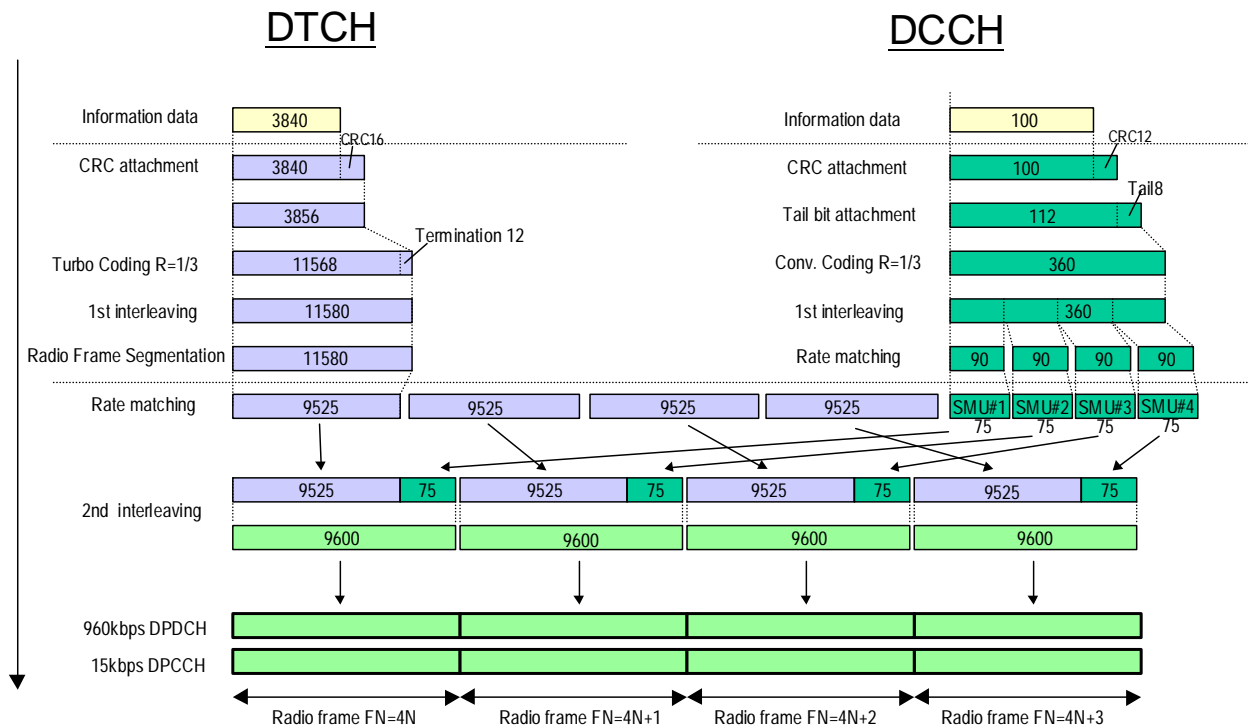 DTCH
DCCH
Information data
3840
Information data
100
CRC16
CRC12
CRC attachment
3840
CRC attachment
100
Tail8
3856
Tail bit attachment
112
Termination 12
Turbo Coding R=1/3
11568
Conv. Coding R=1/3
360
1st interleaving
11580
1st interleaving
360
Radio Frame Segmentation
11580
Rate matching
90 90 90 90
Rate matching
9525 9525 9525 9525
SMU#1 SMU#2 SMU#3 SMU#4
75 75 75 75
9525 75 9525 75 9525 75 9525 75
2nd interleaving
9600 9600 9600 9600
960kbps DPDCH
15kbps DPCCH
Radio frame FN=4N Radio frame FN=4N+1 Radio frame FN=4N+2 Radio frame FN=4N+3